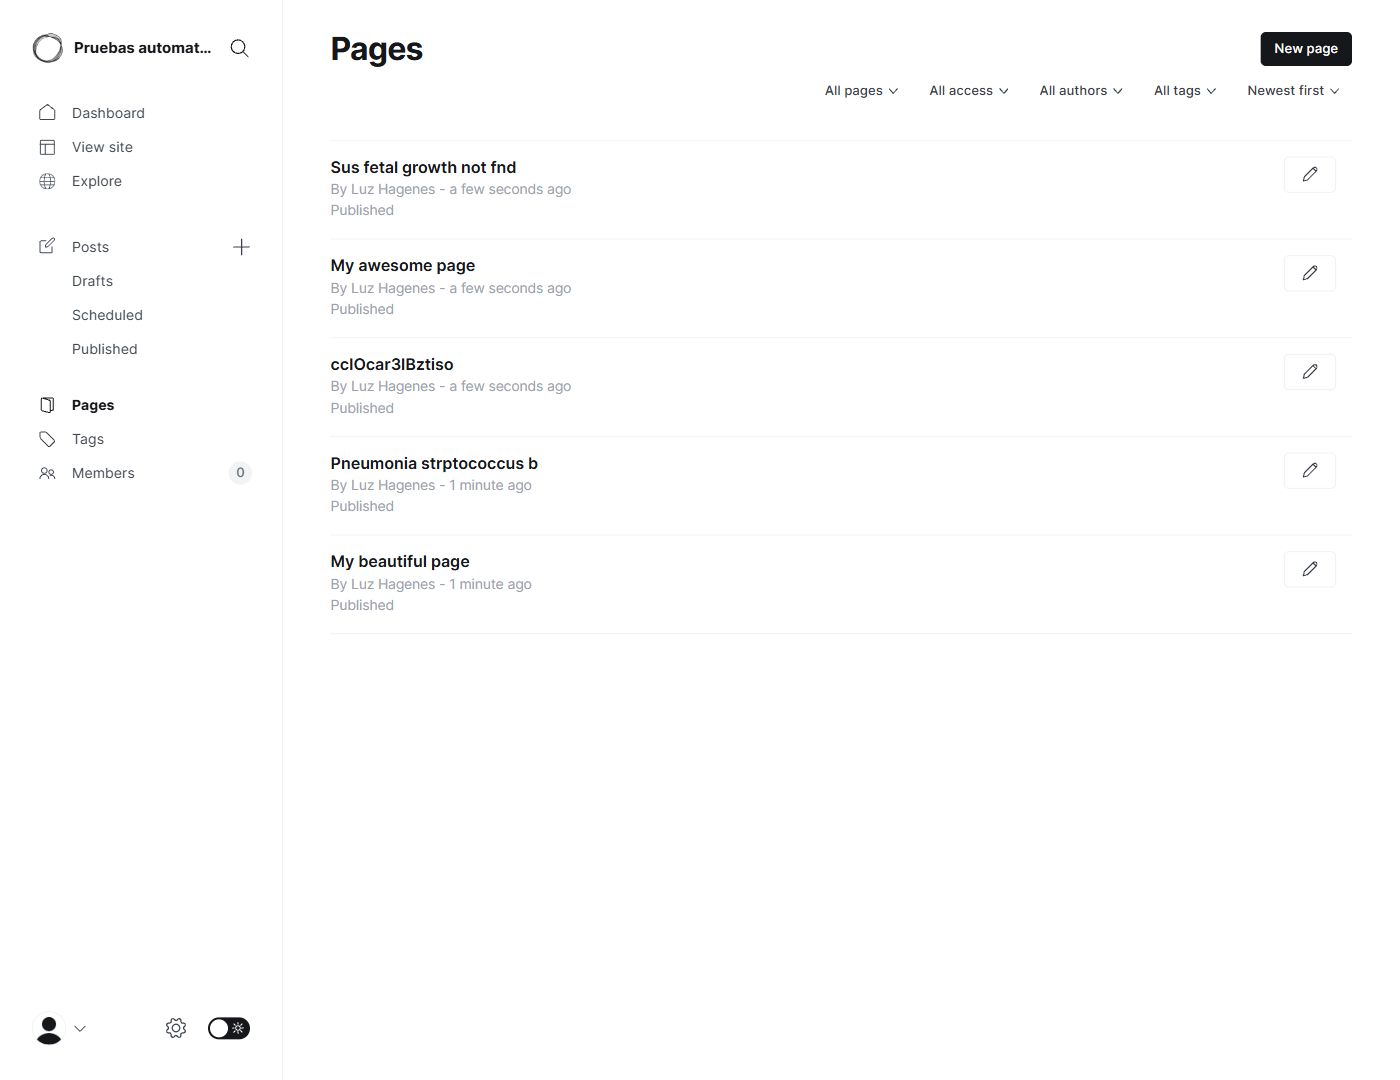 Pruebas automat...
Dashboard
View site
Explore
Posts
Drafts
Scheduled
Published
Pages
Tags
Members
0
Pages
New page
All pages
All access
All authors
All tags
Newest first
Sus fetal growth not fnd
By Luz Hagenes - a few seconds ago
Published
My awesome page
By Luz Hagenes - a few seconds ago
Published
By Luz Hagenes - a few seconds ago
Published
Pneumonia strptococcus b
By Luz Hagenes - 1 minute ago
Published
My beautiful page
By Luz Hagenes - 1 minute ago
Published